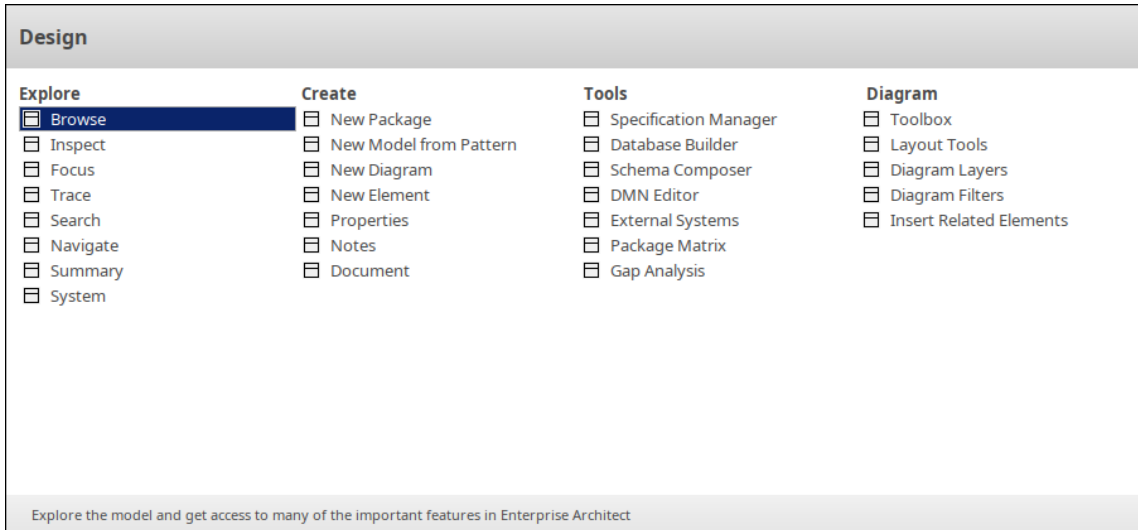 Design
Explore
Browse
Inspect
Focus
Trace
Search
Navigate
Summary
System
Create
New Package
New Model from Pattern
New Diagram
New Element
Properties
Notes
Document
Tools
Specification Manager
Database Builder
Schema Composer
DMN Editor
External Systems
Package Matrix
Gap Analysis
Diagram
Toolbox
Layout Tools
Diagram Layers
Diagram Filters
Insert Related Elements
Explore the model and get access to many of the important features in Enterprise Architect